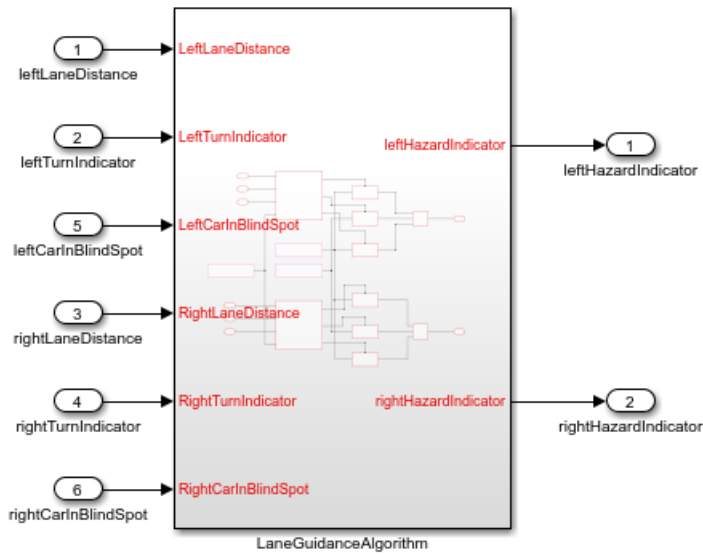 1
leftLaneDistance
LeftLaneDistance
2
leftTurnIndicator
LeftTurnIndicator
5
leftCarInBlindSpot
LeftCarInBlindSpot
3
rightLaneDistance
RightLaneDistance
4
rightTurnIndicator
RightTurnIndicator
6
rightCarInBlindSpot
RightCarInBlindSpot
leftHazardIndicator
1
leftHazardIndicator
rightHazardIndicator
2
rightHazardIndicator
LaneGuidanceAlgorithm